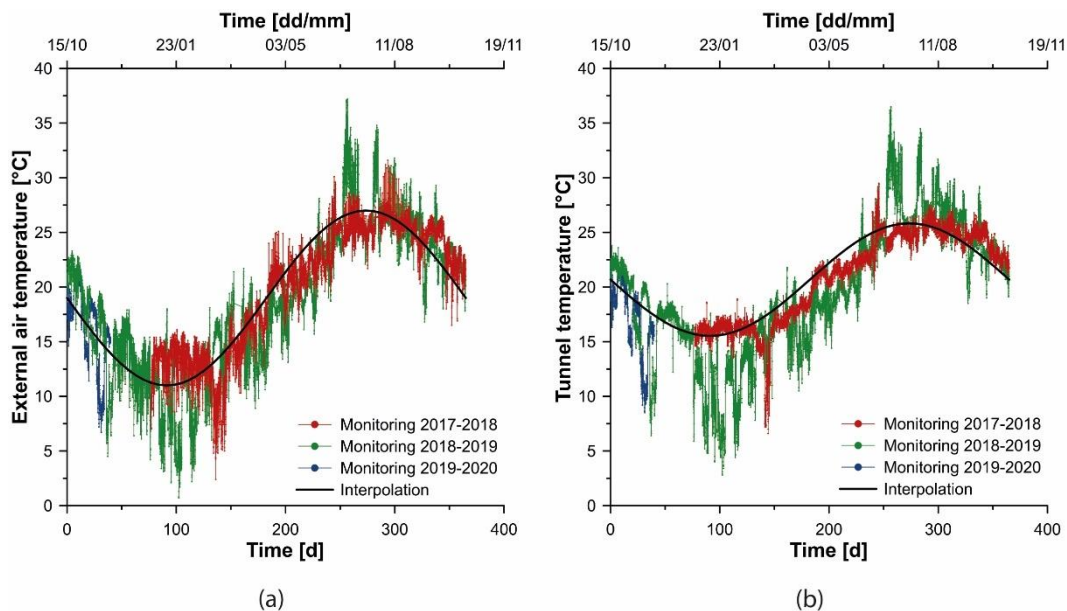 Time [dd/mm]
15/10 23/01 03/05 11/08 19/11
40
35
30
25
20
15
10
5
0
External air temperature [°C]
Monitoring 2017-2018
Monitoring 2018-2019
Monitoring 2019-2020
Interpolation
0 100 200 300 400
Time [d]
(a)
Time [dd/mm]
15/10 23/01 03/05 11/08 19/11
40
35
30
25
20
15
10
5
0
Tunnel temperature [°C]
Monitoring 2017-2018
Monitoring 2018-2019
Monitoring 2019-2020
Interpolation
0 100 200 300 400
Time [d]
(b)